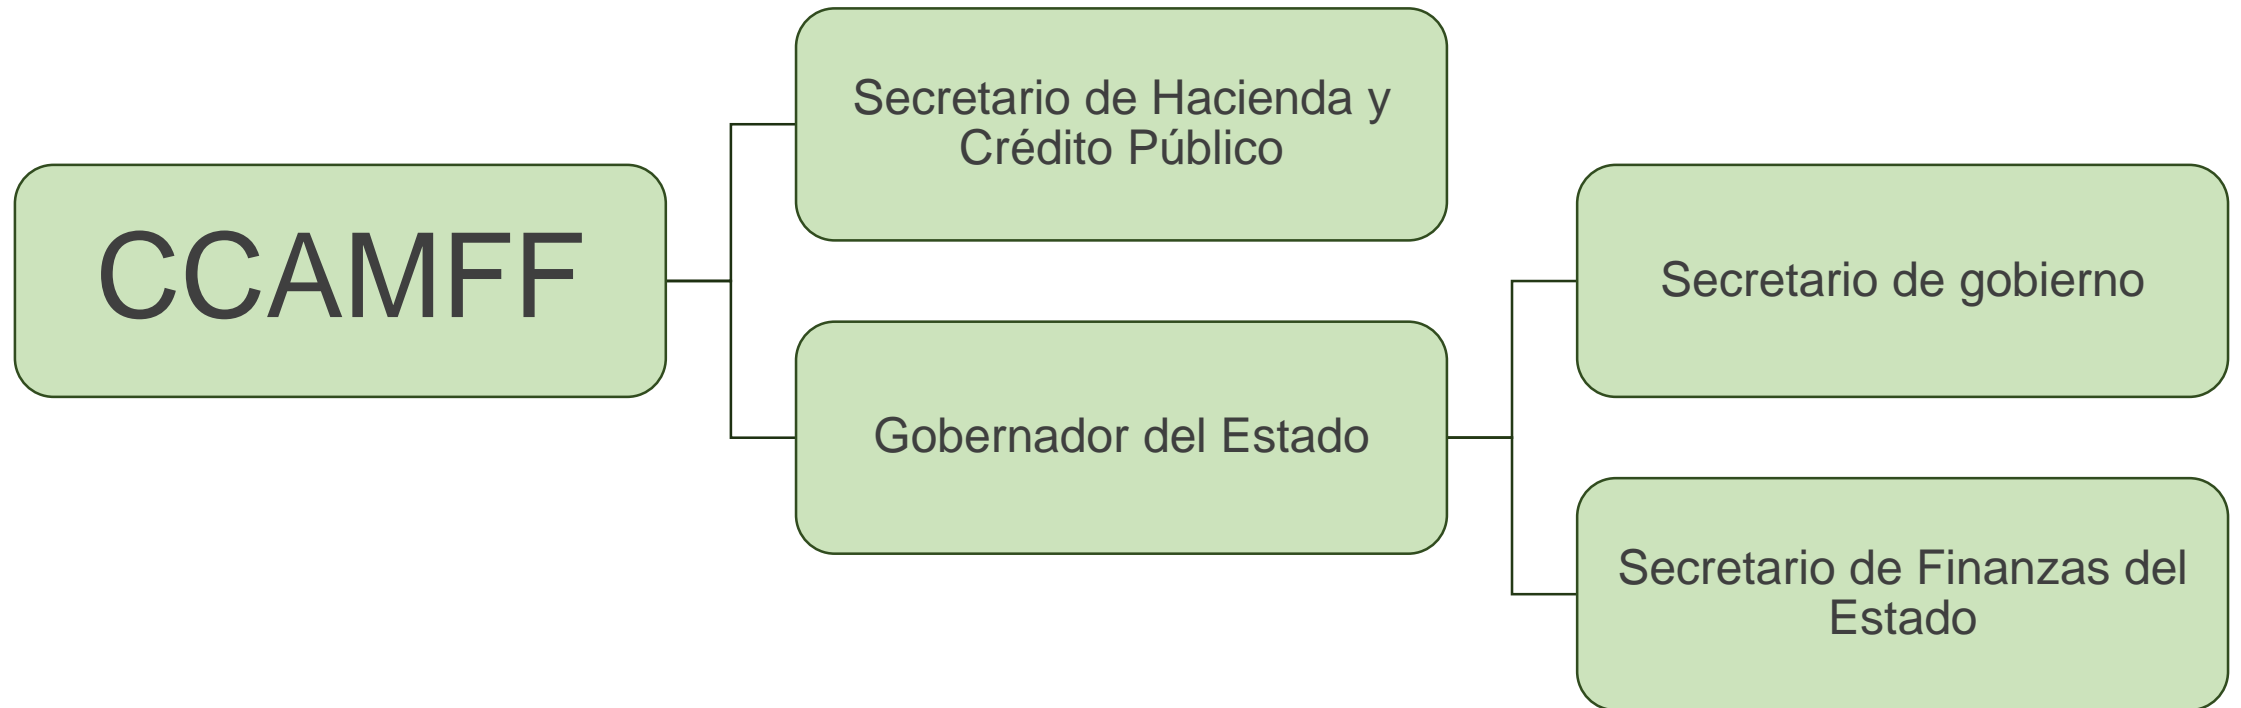 CCAMFF
Secretario de Hacienda y
Crédito Público
Gobernador del Estado
Secretario de gobierno
Secretario de Finanzas del
Estado